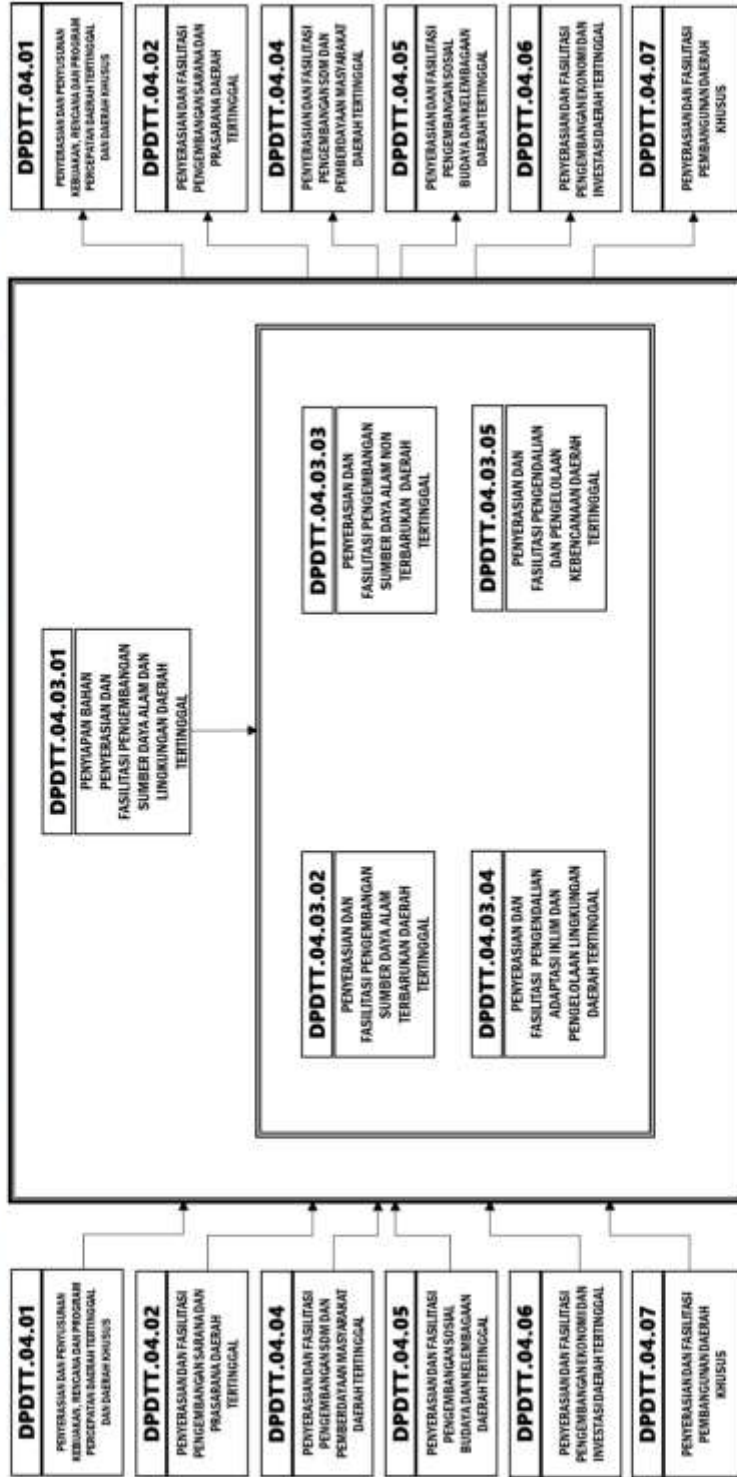 DPDTT.04.01
PENYERASIAN DAN PENYUSUNAN
KEBIJAKAN, RENCANA DAN PROGRAM
PERCEPATAN DAERAH TERTINGGAL
DAN DAERAH KHUSUS
DPDTT.04.02
PENYERASIAN DAN FASILITASI
PENGEMBANGAN SARANA DAN
PRASARANA DAERAH
TERTINGGAL
DPDTT.04.04
PENYERASIAN DAN FASILITASI
PENGEMBANGAN SDM DAN
PEMBERDAYAAN MASYARAKAT
DAERAH TERTINGGAL
DPDTT.04.05
PENYERASIAN DAN FASILITASI
PENGEMBANGAN SOSIAL
BUDAYA DAN KELEMBAGAAN
DAERAH TERTINGGAL
DPDTT.04.06
PENYERASIAN DAN FASILITASI
PENGEMBANGAN EKONOMI DAN
INVESTASI DAERAH TERTINGGAL
DPDTT.04.07
PENYERASIAN DAN FASILITASI
PEMBANGUNAN DAERAH
KHUSUS
DPDTT.04.03.01
PENYIAPAN BAHAN
PENYERASIAN DAN
FASILITASI PENGEMBANGAN
SUMBER DAYA ALAM DAN
LINGKUNGAN DAERAH
TERTINGGAL
DPDTT.04.03.02
PENYERASIAN DAN
FASILITASI PENGEMBANGAN
SUMBER DAYA ALAM
TERBARUKAN DAERAH
TERTINGGAL
DPDTT.04.03.03
PENYERASIAN DAN
FASILITASI PENGEMBANGAN
SUMBER DAYA ALAM NON
TERBARUKAN DAERAH
TERTINGGAL
DPDTT.04.03.04
PENYERASIAN DAN
FASILITASI PENGENDALIAN
ADAPTASI IKLIM DAN
PENGELOLAAN LINGKUNGAN
DAERAH TERTINGGAL
DPDTT.04.03.05
PENYERASIAN DAN
FASILITASI PENGENDALIAN
DAN PENGELOLAAN
KEBENCANAAN DAERAH
TERTINGGAL
DPDTT.04.01
PENYERASIAN DAN PENYUSUNAN
KEBIJAKAN, RENCANA DAN PROGRAM
PERCEPATAN DAERAH TERTINGGAL
DAN DAERAH KHUSUS
DPDTT.04.02
PENYERASIAN DAN FASILITASI
PENGEMBANGAN SARANA DAN
PRASARANA DAERAH
TERTINGGAL
DPDTT.04.04
PENYERASIAN DAN FASILITASI
PENGEMBANGAN SDM DAN
PEMBERDAYAAN MASYARAKAT
DAERAH TERTINGGAL
DPDTT.04.05
PENYERASIAN DAN FASILITASI
PENGEMBANGAN SOSIAL
BUDAYA DAN KELEMBAGAAN
DAERAH TERTINGGAL
DPDTT.04.06
PENYERASIAN DAN FASILITASI
PENGEMBANGAN EKONOMI DAN
INVESTASI DAERAH TERTINGGAL
DPDTT.04.07
PENYERASIAN DAN FASILITASI
PEMBANGUNAN DAERAH
KHUSUS